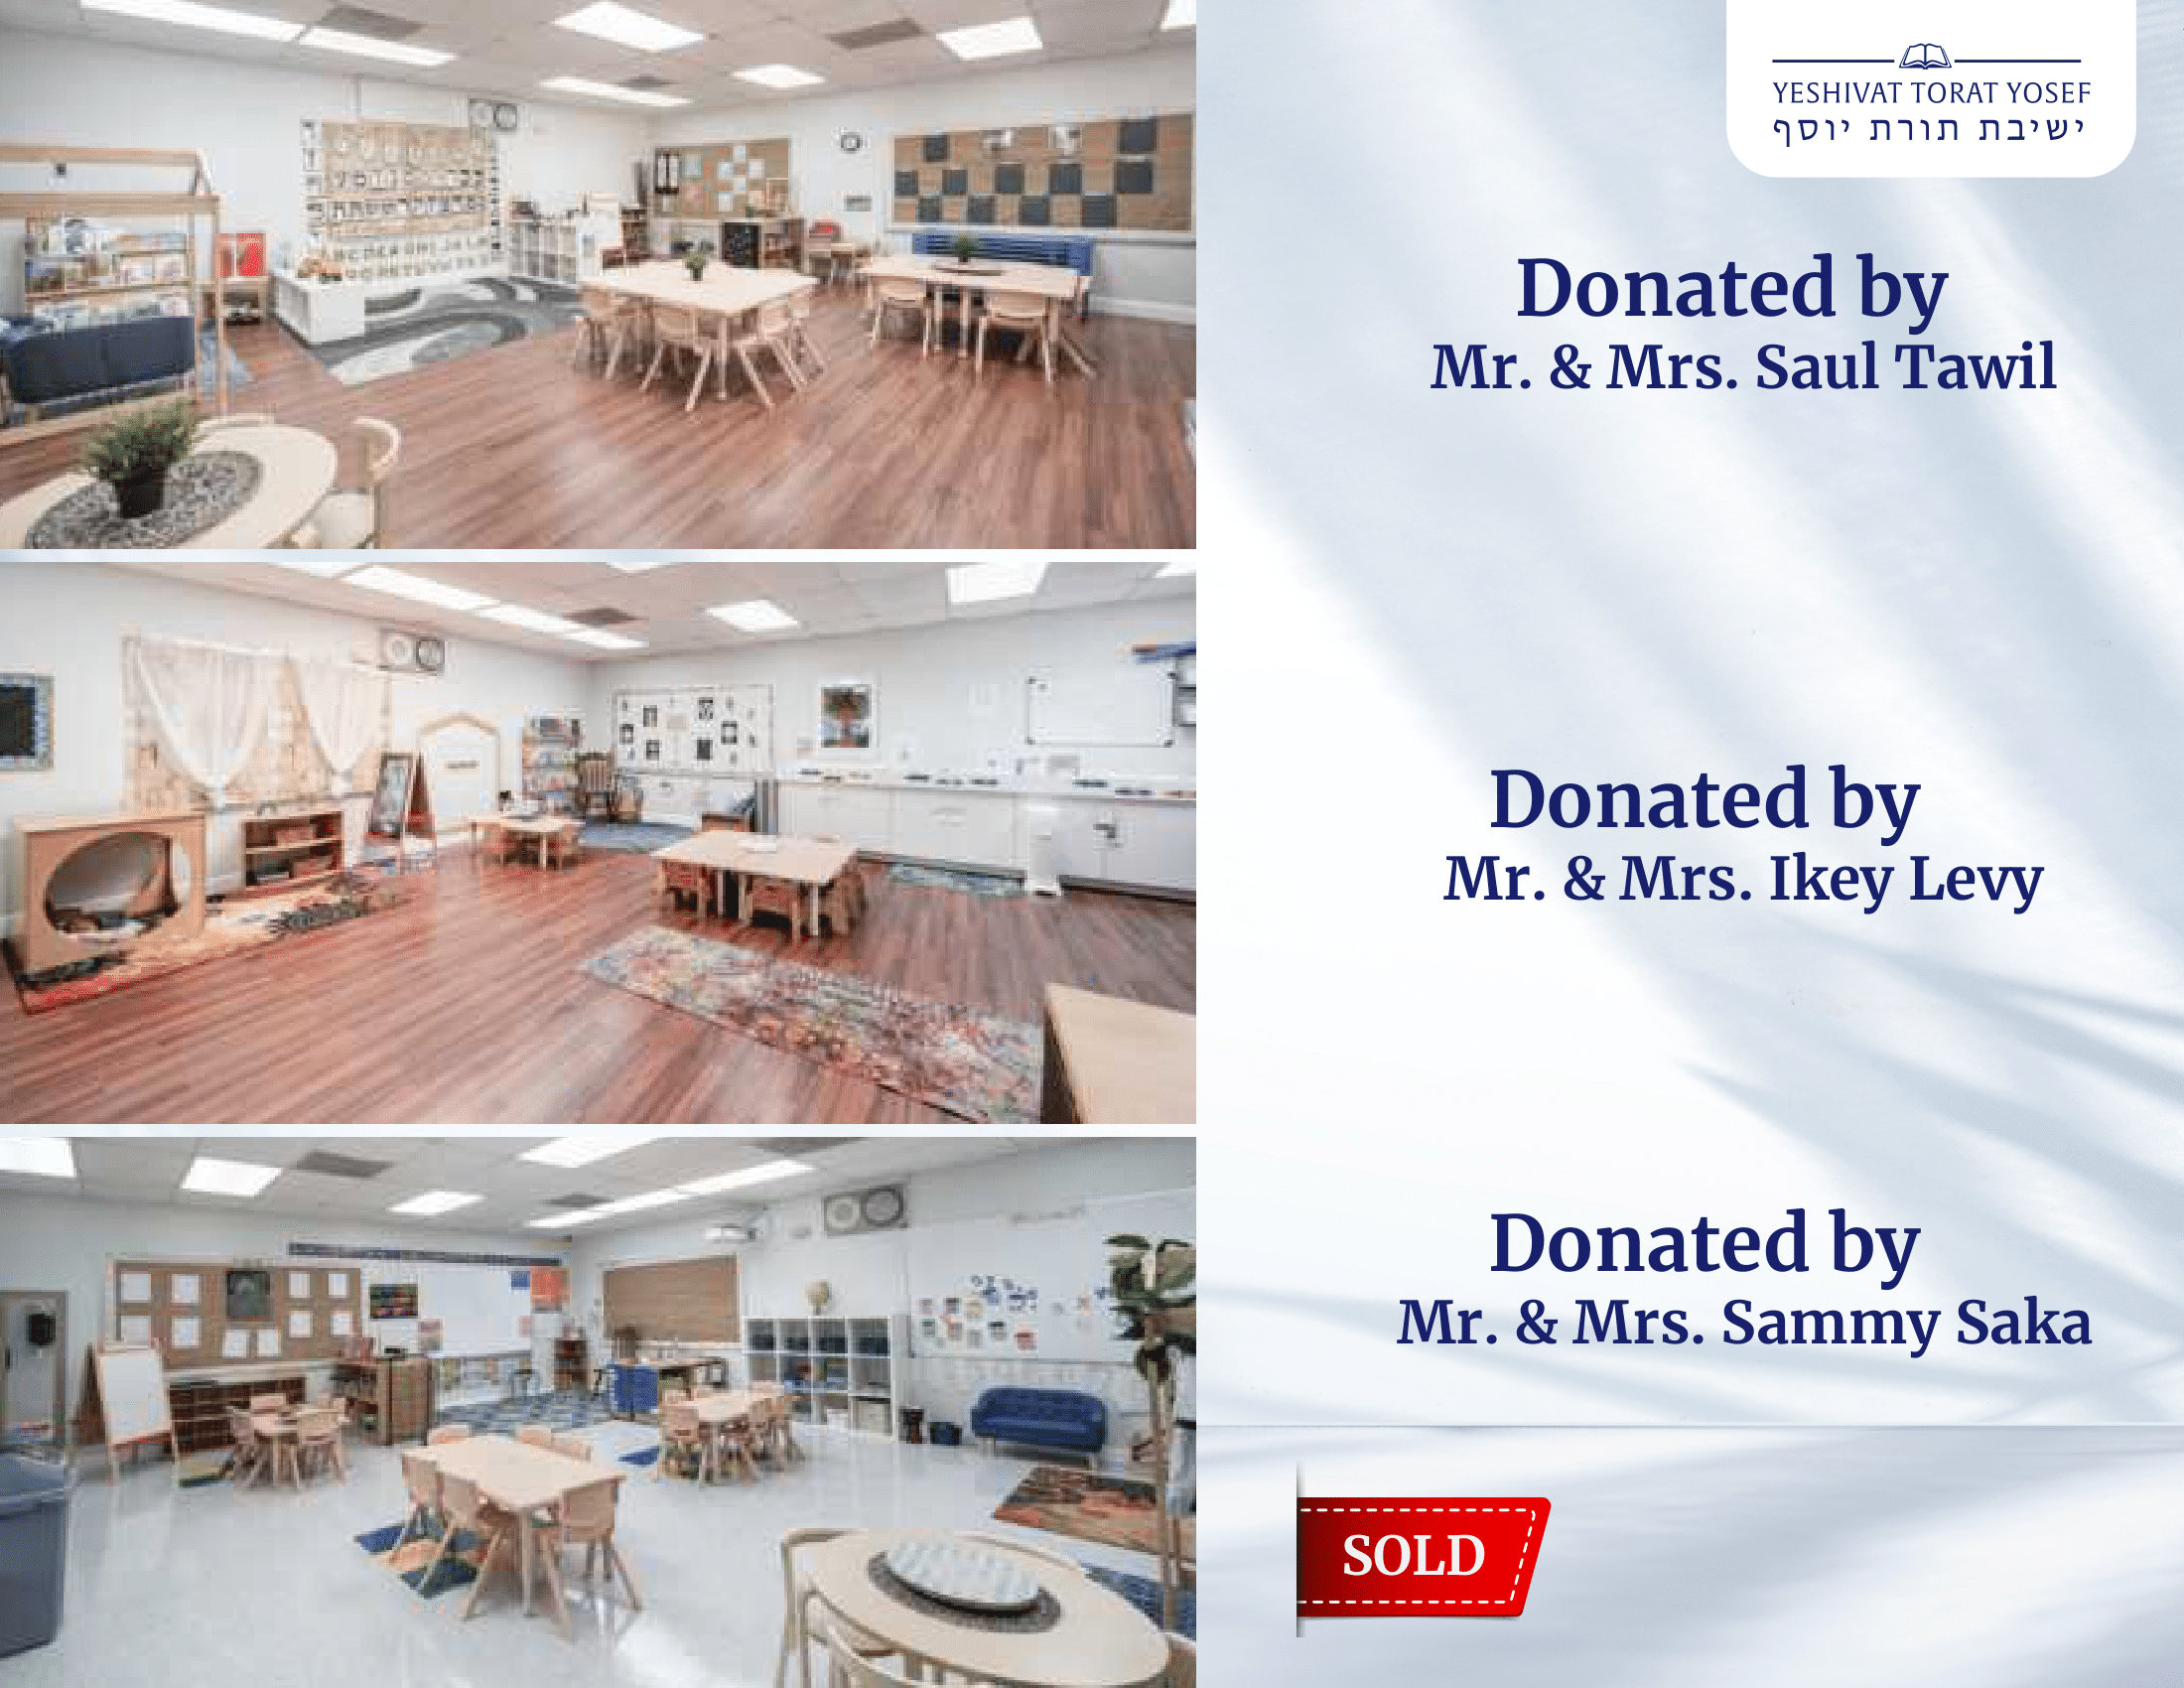 YESHIVAT TORAT YOSEF
ישיבת תורת יוסף
Donated by
Mr. & Mrs. Saul Tawil
Donated by
Mr. & Mrs. Ikey Levy
Donated by
Mr. & Mrs. Sammy Saka
SOLD